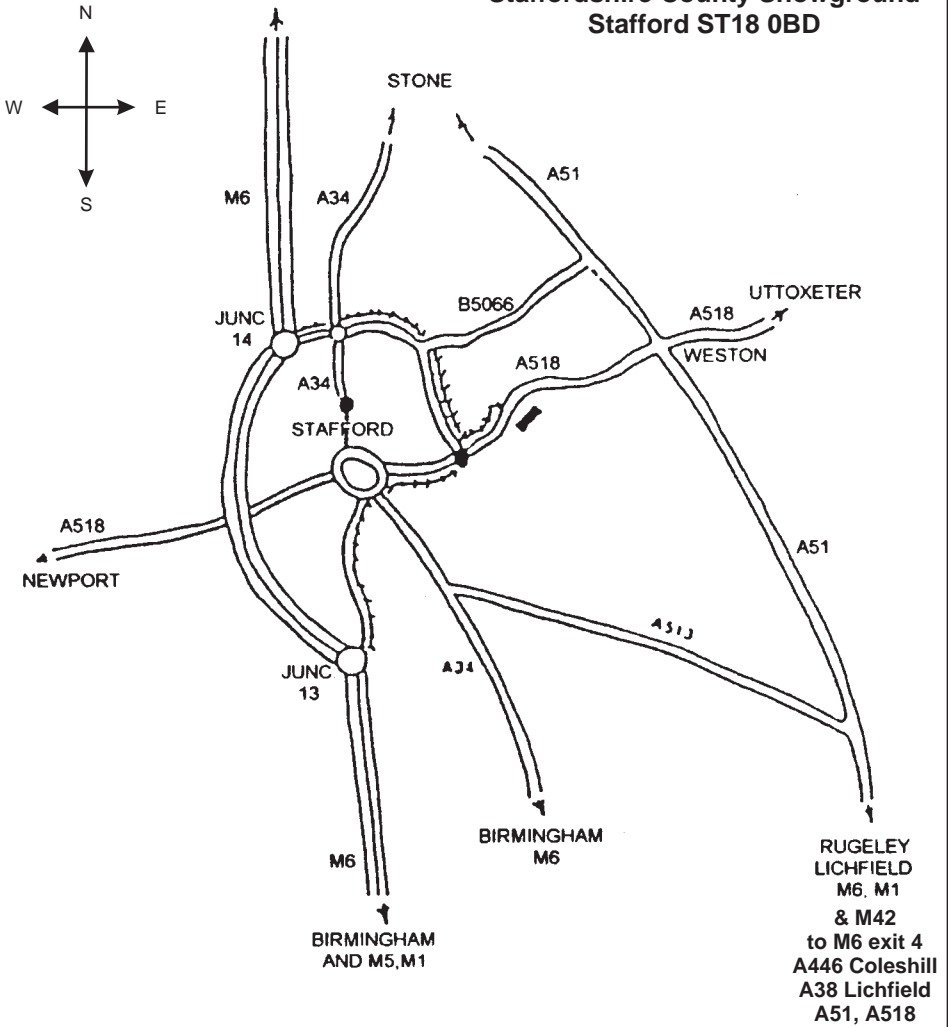 Staffordshire County Showground
Stafford ST18 0BD
N
W
E
S
STONE
A51
M6
A34
B5066
UTTOXETER
A518
JUNC
14
WESTON
A518
A34
STAFFORD
A518
NEWPORT
A51
A513
A34
JUNC
13
M6
BIRMINGHAM
M6
BIRMINGHAM
AND M5,M1
RUGELEY
LICHFIELD
M6, M1
& M42
to M6 exit 4
A446 Coleshill
A38 Lichfield
A51, A518